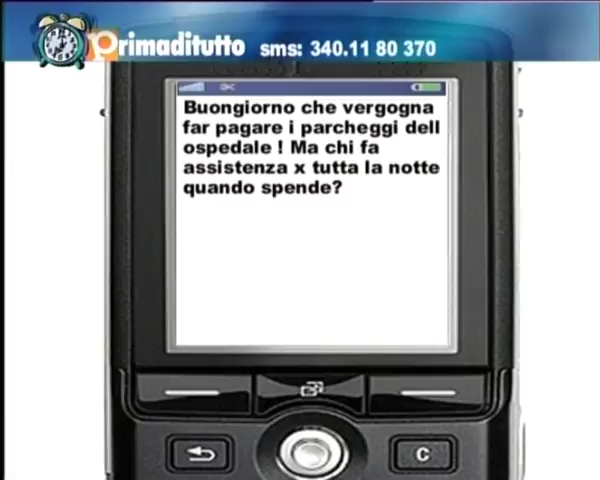 Primaditutto sms: 340.11 80 370
Buongiorno che vergogna
far pagare i parcheggi dell
ospedale ! Ma chi fa
assistenza x tutta la notte
quando spende?
C